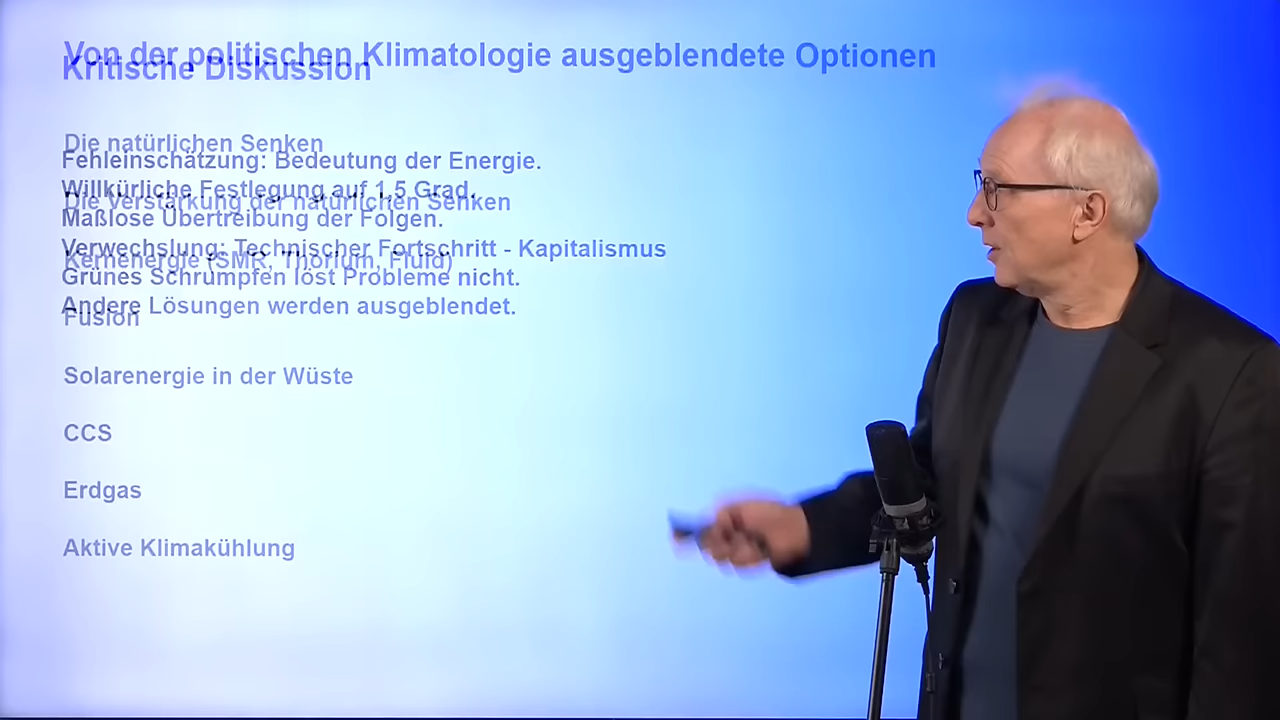 Von der politischen Klimatologie ausgeblendete Optionen
Kritische Diskussion
Die natürlichen Senken
Fehleinschätzung: Bedeutung der Energie.
Willkürliche Festlegung auf 1,5 Grad.
Die Verstärkung der natürlichen Senken
Maßlose Übertreibung der Folgen.
Verwechslung: Technischer Fortschritt - Kapitalismus
Kernenergie (SMR, Thorium, Fluid)
Grünes Schrumpfen löst Probleme nicht.
Andere Lösungen werden ausgeblendet.
Fusion
Solarenergie in der Wüste
CCS
Erdgas
Aktive Klimakühlung